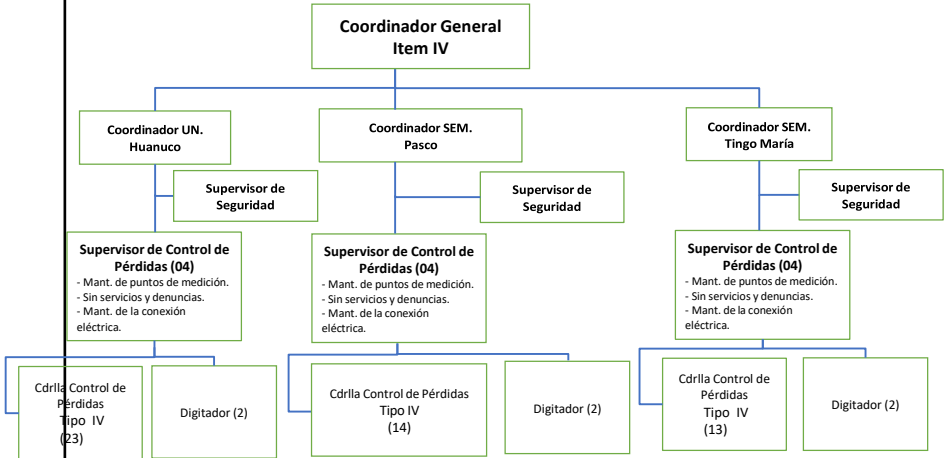 Coordinador General
Item IV
Coordinador UN.
Huanuco
Coordinador SEM.
Pasco
Coordinador SEM.
Tingo María
Supervisor de
Seguridad
Supervisor de
Seguridad
Supervisor de
Seguridad
Supervisor de Control de
Pérdidas (04)
- Mant. de puntos de medición.
- Sin servicios y denuncias.
- Mant. de la conexión
eléctrica.
Supervisor de Control de
Pérdidas (04)
- Mant. de puntos de medición.
- Sin servicios y denuncias.
- Mant. de la conexión
eléctrica.
Supervisor de Control de
Pérdidas (04)
- Mant. de puntos de medición.
- Sin servicios y denuncias.
- Mant. de la conexión
eléctrica.
Cdrlla Control de
Pérdidas
Tipo IV
(23)
Digitador (2)
Cdrlla Control de Pérdidas
Tipo IV
(14)
Digitador (2)
Cdrlla Control de
Pérdidas
Tipo IV
(13)
Digitador (2)